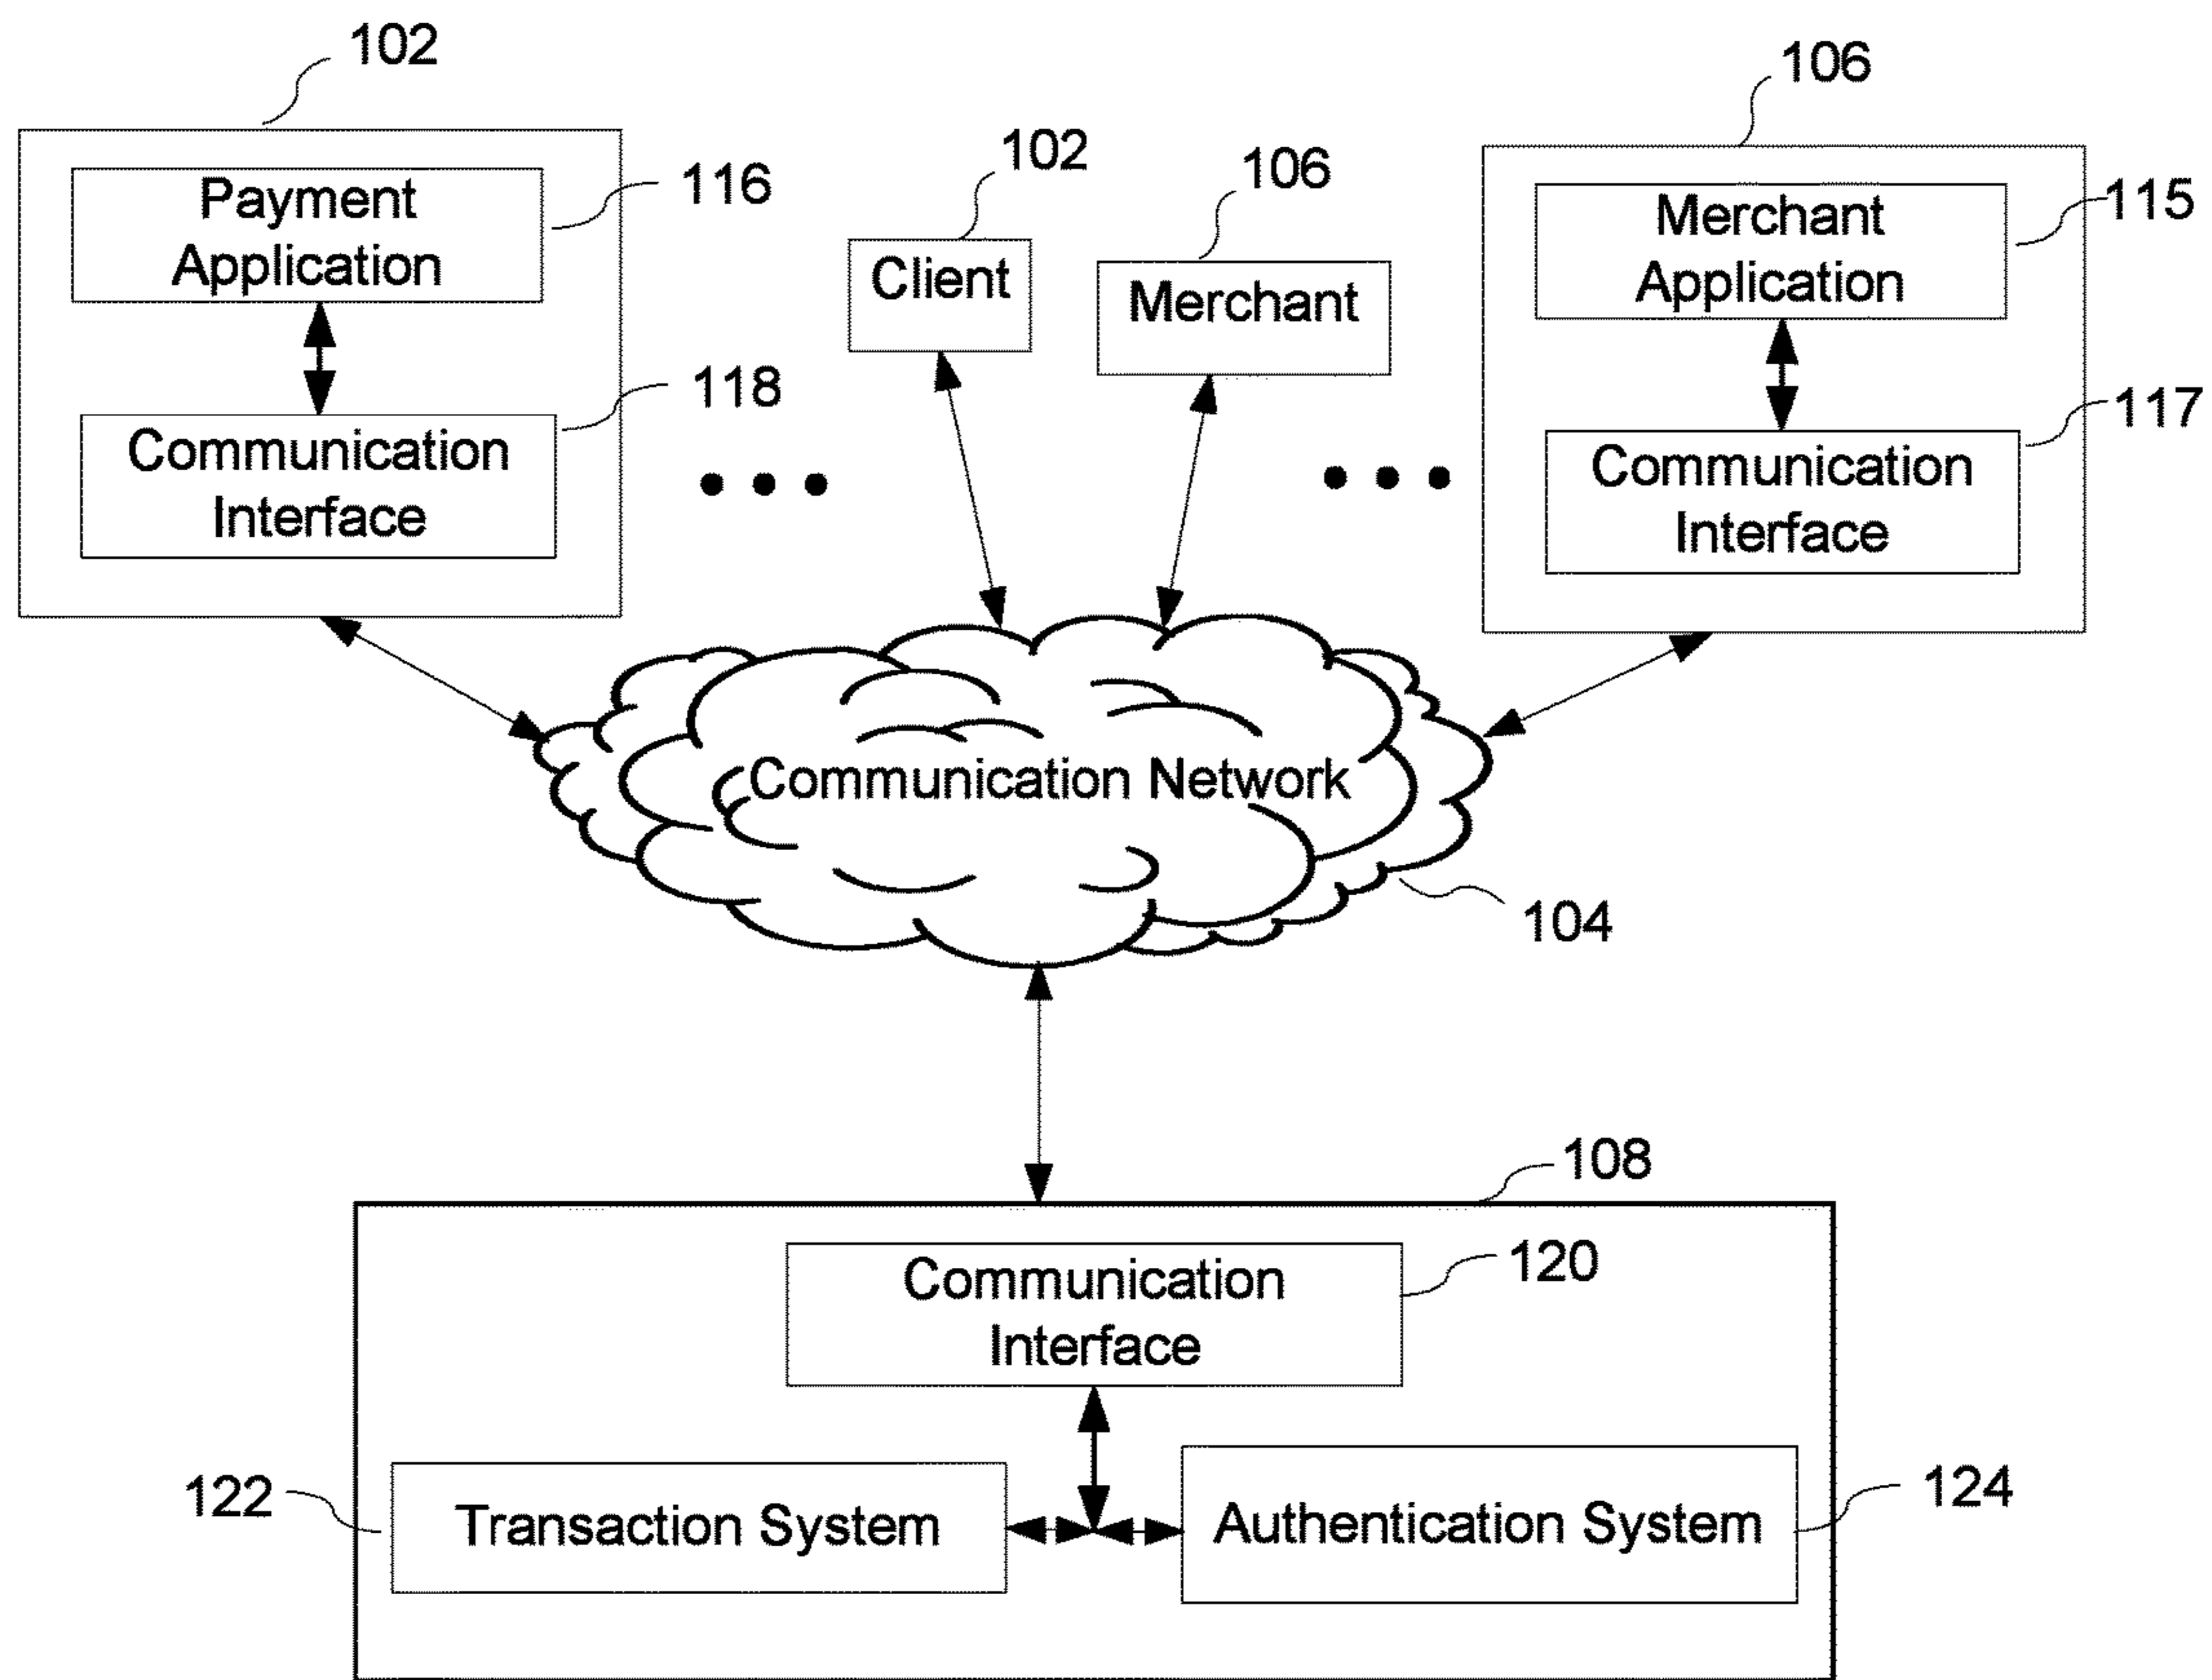 102
106
102
106
Payment
Application
116
Client
Merchant
Merchant
Application
115
118
Communication
Interface
117
Communication
Interface
Communication Network
104
108
Communication
Interface
120
122
Transaction System
Authentication System
124